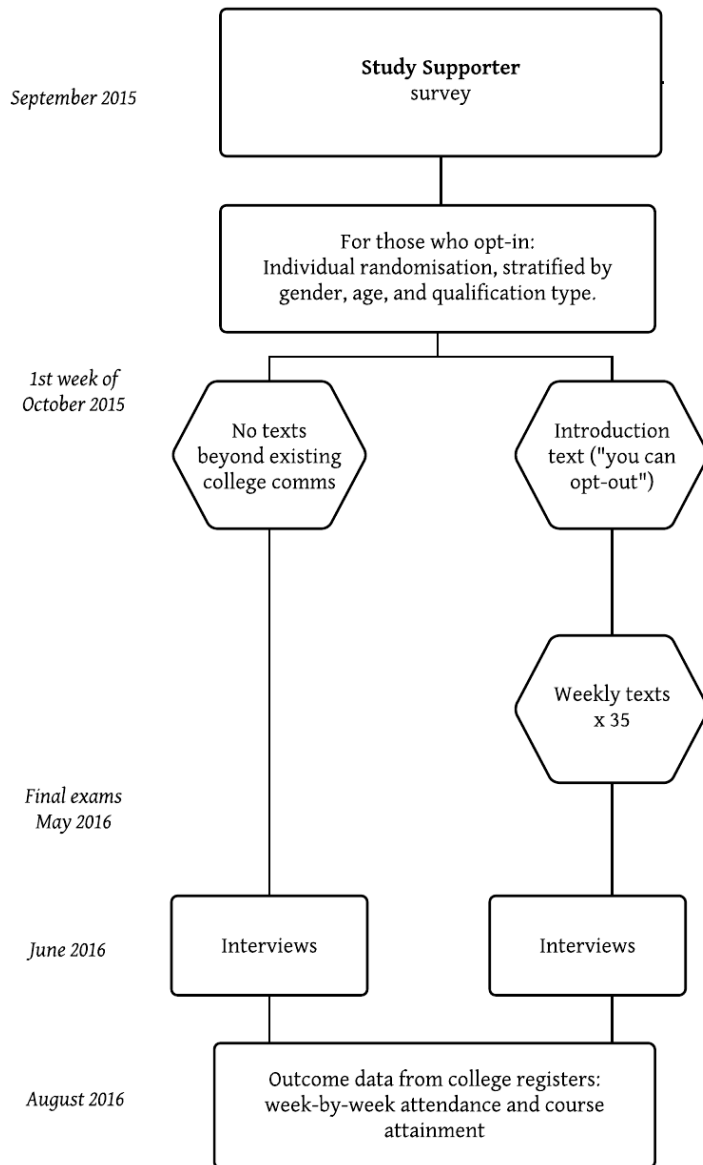 September 2015
Study Supporter
survey
For those who opt-in:
Individual randomisation, stratified by
gender, age, and qualification type.
1st week of
October 2015
No texts
beyond existing
college comms
Introduction
text ("you can
opt-out")
Weekly texts
x 35
Final exams
May 2016
June 2016
Interviews
Interviews
August 2016
Outcome data from college registers:
week-by-week attendance and course
attainment